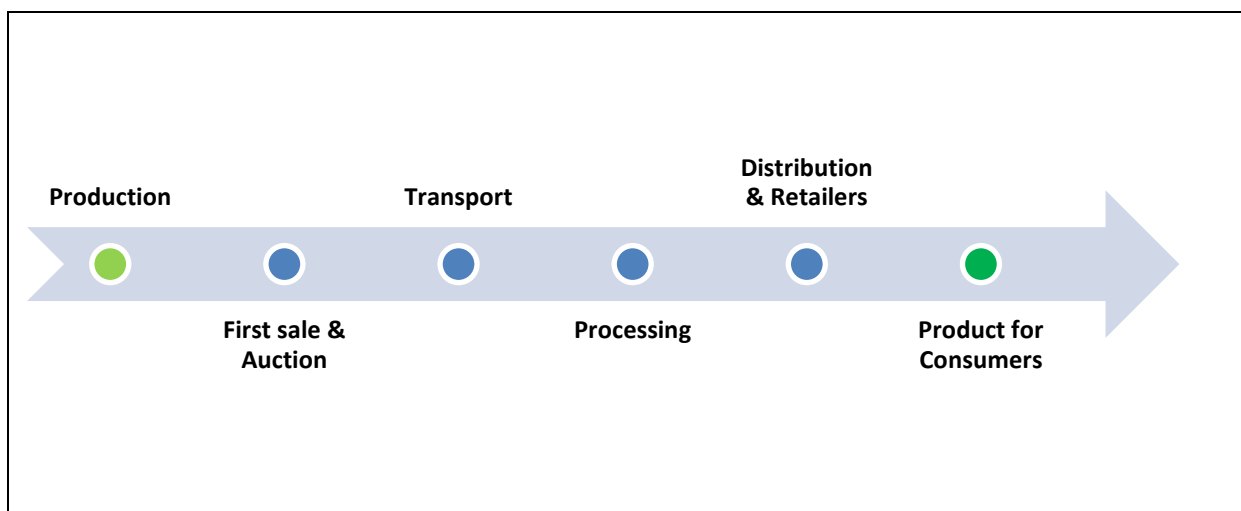 Production
First sale &
Auction
Transport
Processing
Distribution
& Retailers
Product for
Consumers